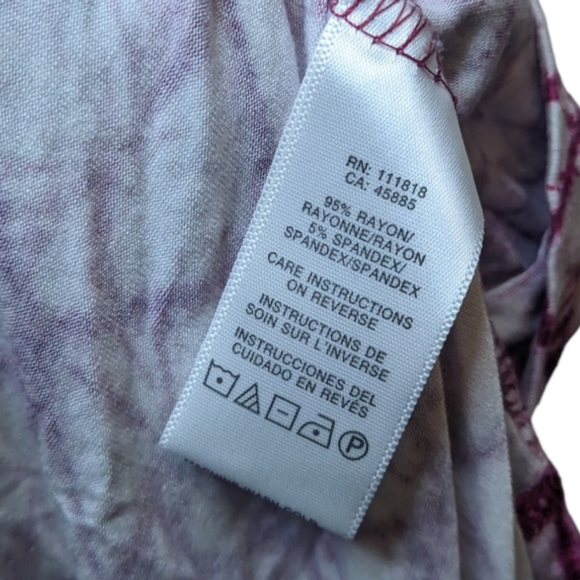 RN: 111818
CA: 45885
95% RAYON/
RAYONNE/RAYON
5% SPANDEX/
SPANDEX/SPANDEX
CARE INSTRUCTIONS
ON REVERSE
INSTRUCTIONS DE
SOIN SUR L'INVERSE
INSTRUCCIONES DEL
CUIDADO EN REVÉS
P